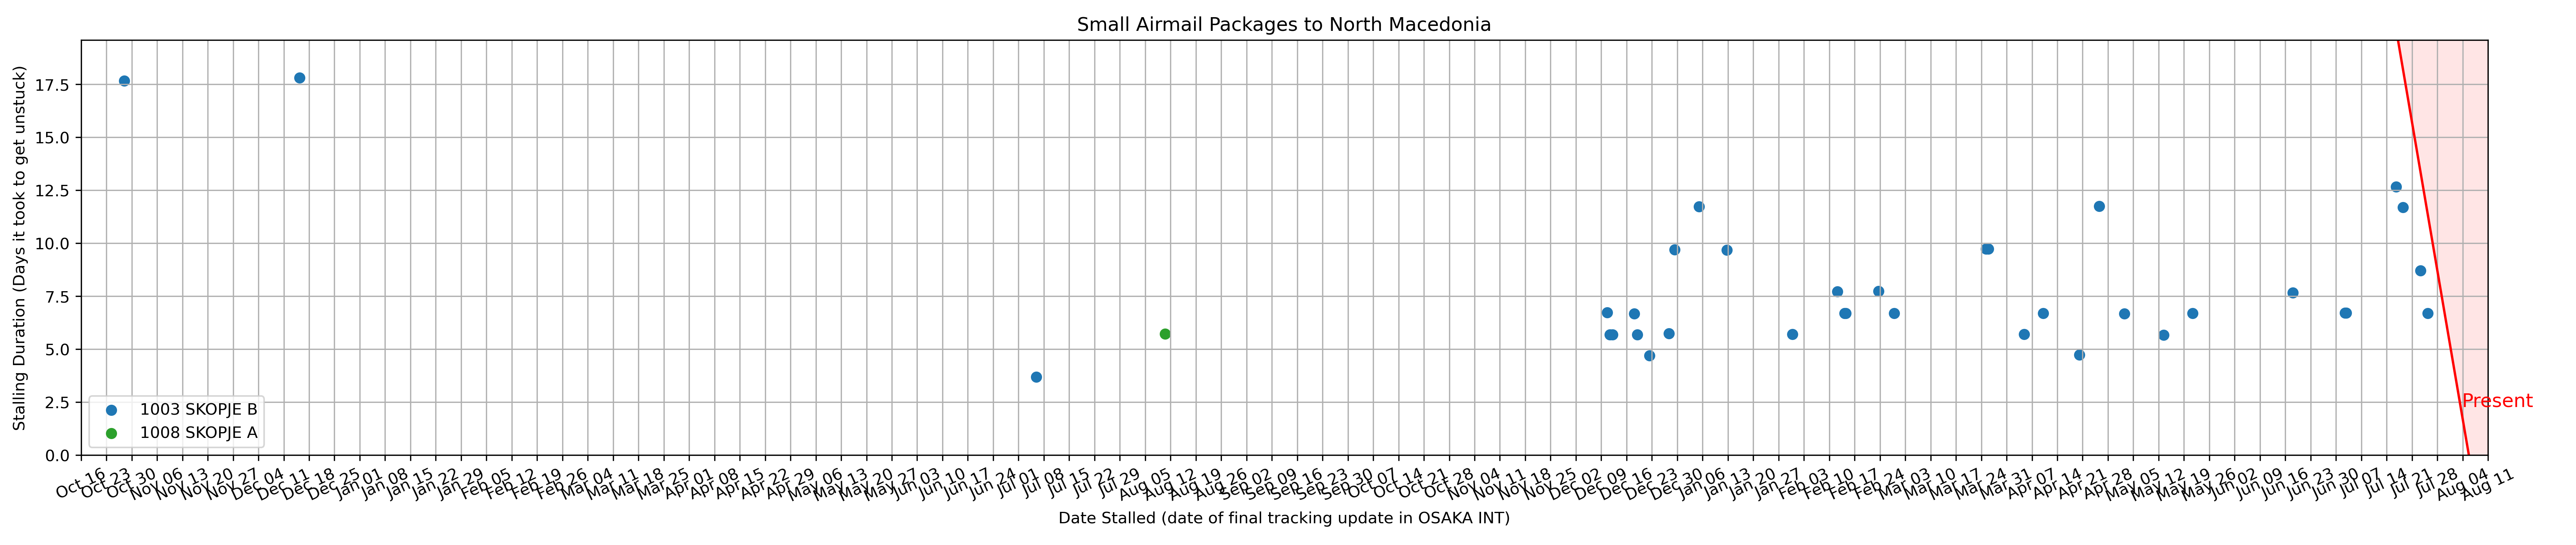 Small Airmail Packages to North Macedonia
Stalling Duration (Days it took to get unstuck)
17.5
15.0
12.5
10.0
7.5
5.0
2.5
0.0
1003 SKOPJE B
1008 SKOPJE A
Present
Oct 16
Oct 23
Oct 30
Nov 06
Nov 13
Nov 20
Nov 27
Dec 04
Dec 11
Dec 18
Dec 25
Jan 01
Jan 08
Jan 15
Jan 22
Jan 29
Feb 05
Feb 12
Feb 19
Feb 26
Mar 04
Mar 11
Mar 18
Mar 25
Apr 01
Apr 08
Apr 15
Apr 22
Apr 29
May 06
May 13
May 20
May 27
Jun 03
Jun 10
Jun 17
Jun 24
Jul 01
Jul 08
Jul 15
Jul 22
Jul 29
Aug 05
Aug 12
Aug 19
Aug 26
Sep 02
Sep 09
Sep 16
Sep 23
Sep 30
Oct 07
Oct 14
Oct 21
Oct 28
Nov 04
Nov 11
Nov 18
Nov 25
Dec 02
Dec 09
Dec 16
Dec 23
Dec 30
Jan 06
Jan 13
Jan 20
Jan 27
Feb 03
Feb 10
Feb 17
Feb 24
Mar 03
Mar 10
Mar 17
Mar 24
Mar 31
Apr 07
Apr 14
Apr 21
Apr 28
May 05
May 12
May 19
May 26
Jun 02
Jun 09
Jun 16
Jun 23
Jun 30
Jul 07
Jul 14
Jul 21
Jul 28
Aug 04
Aug 11
Date Stalled (date of final tracking update in OSAKA INT)